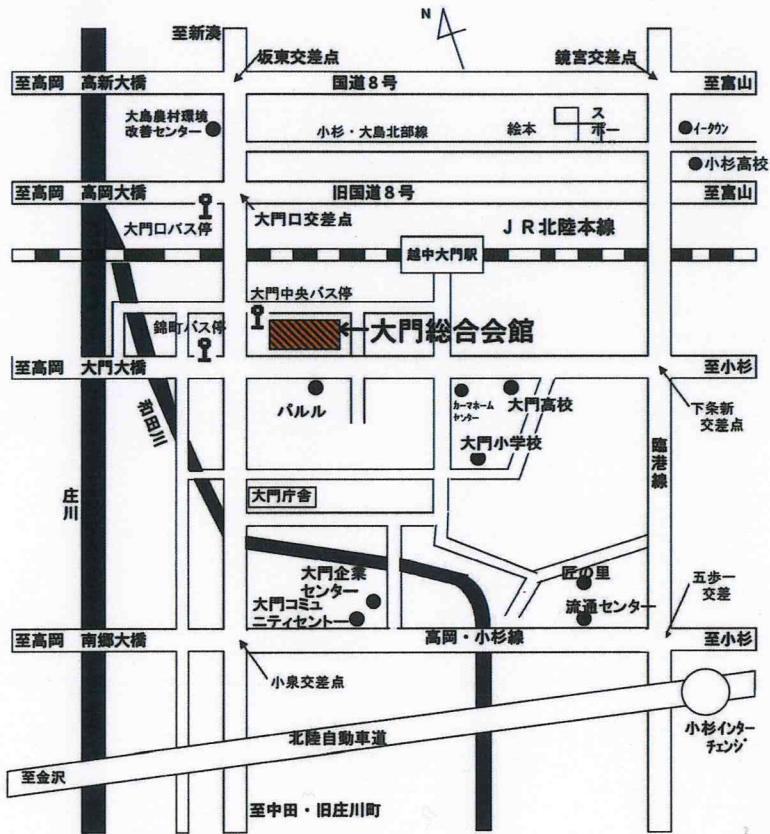 N
至新湊
坂東交差点
鏡宮交差点
至高岡 高新大橋
国道8号
至富山
大島農村環境
改善センター
小杉・大島北部線
絵本
ス
ポー
イータウン
小杉高校
至高岡 高岡大橋
旧国道8号
至富山
大門口バス停
大門口交差点
JR北陸本線
越中大門駅
大門中央バス停
錦町バス停
大門総合会館
至高岡 大門大橋
至小杉
和田川
パルル
カーマホーム
センター
大門高校
下条新
交差点
大門小学校
臨港線
庄川
大門庁舎
大門企業
センター
匠の里
五歩一
交差
大門コミュ
ニティセントー
流通センター
至高岡 南郷大橋
高岡・小杉線
至小杉
小泉交差点
小杉インター
チェンジ
北陸自動車道
至金沢
至中田・旧庄川町